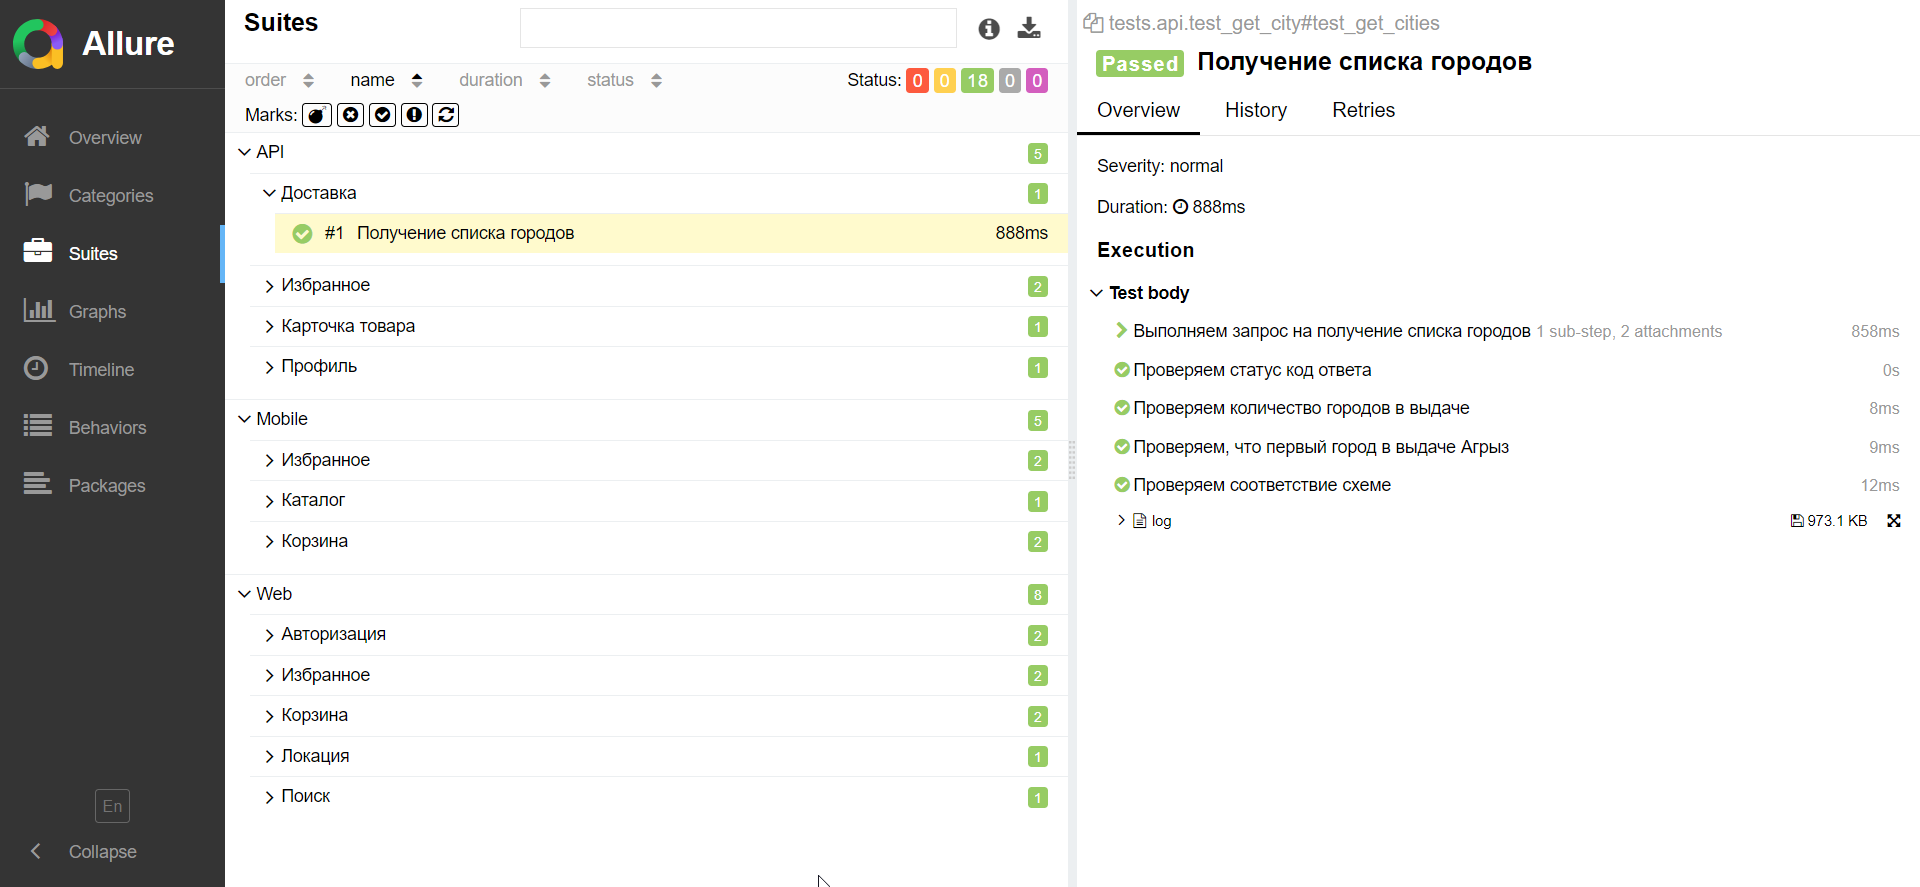 Allure
Overview
Categories
Suites
Graphs
Timeline
Behaviors
Packages
En
Collapse
Suites
order name duration status Status: 0 0 18 0 0
Marks:
API 5
Доставка 1
#1 Получение списка городов 888ms
Избранное 2
Карточка товара 1
Профиль 1
Mobile 5
Избранное 2
Каталог 1
Корзина 2
Web 8
Авторизация 2
Избранное 2
Корзина 2
Локация 1
Поиск 1
tests.api.test_get_city#test_get_cities
Passed Получение списка городов
Overview History Retries
Severity: normal
Duration: 888ms
Execution
Test body
Выполняем запрос на получение списка городов 1 sub-step, 2 attachments 858ms
Проверяем статус код ответа 0s
Проверяем количество городов в выдаче 8ms
Проверяем, что первый город в выдаче Агрыз 9ms
Проверяем соответствие схеме 12ms
log 973.1 KB